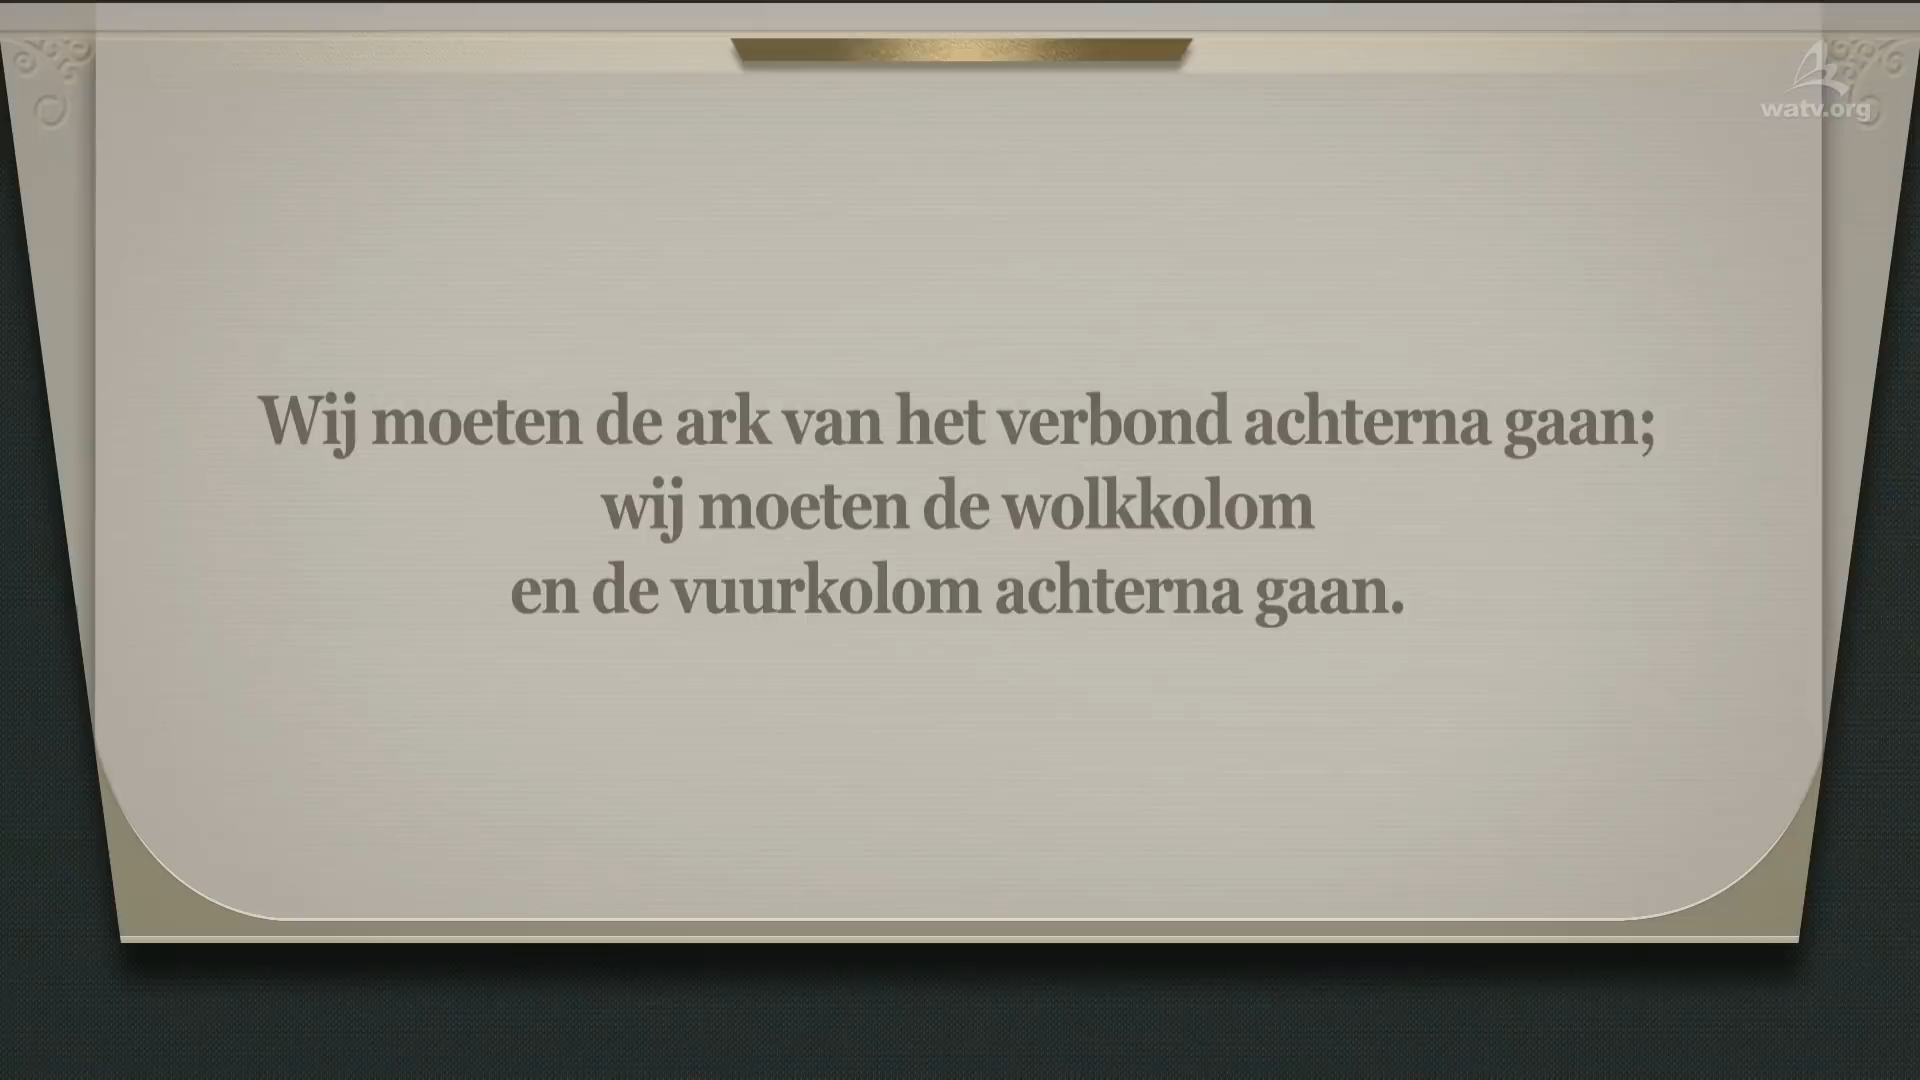 watv.org
Wij moeten de ark van het verbond achterna gaan;
wij moeten de wolkkolom
en de vuurkolom achterna gaan.